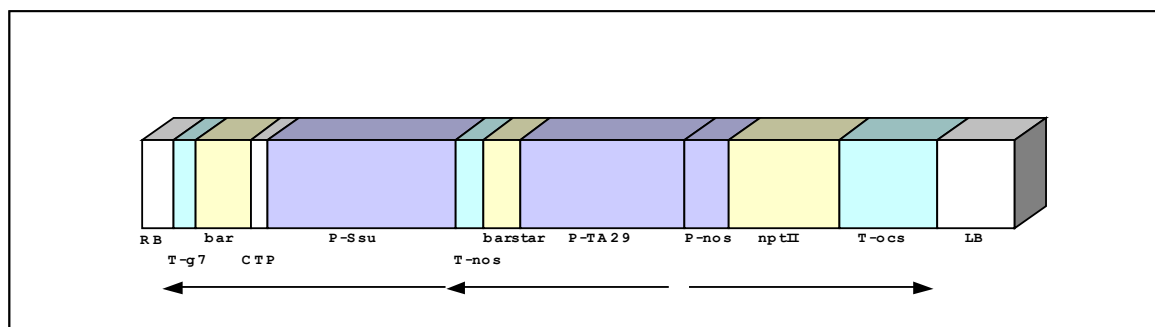 RB bar P-Ssu barstar P-TA29 P-nos nptII T-ocs LB
T-g7 CTP T-nos